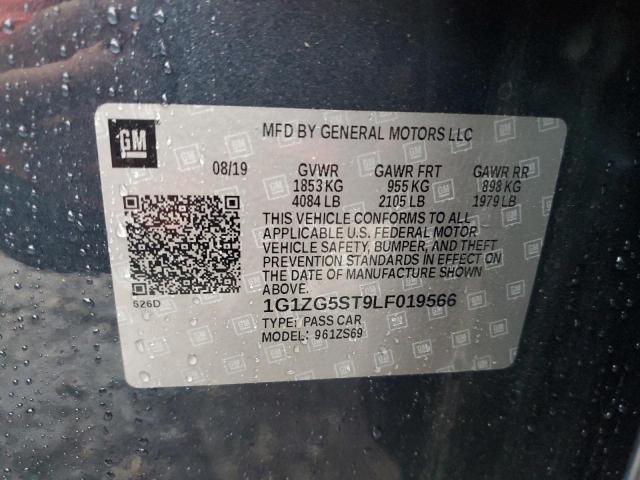 GM
MFD BY GENERAL MOTORS LLC
08/19 GVWR GAWR FRT GAWR RR
1853 KG 955 KG 898 KG
4084 LB 2105 LB 1979 LB
THIS VEHICLE CONFORMS TO ALL
APPLICABLE U.S. FEDERAL MOTOR
VEHICLE SAFETY, BUMPER, AND THEFT
PREVENTION STANDARDS IN EFFECT ON
THE DATE OF MANUFACTURE SHOWN
ABOVE.
526D
1G1ZG5ST9LF019566
TYPE: PASS CAR
MODEL: 961ZS69